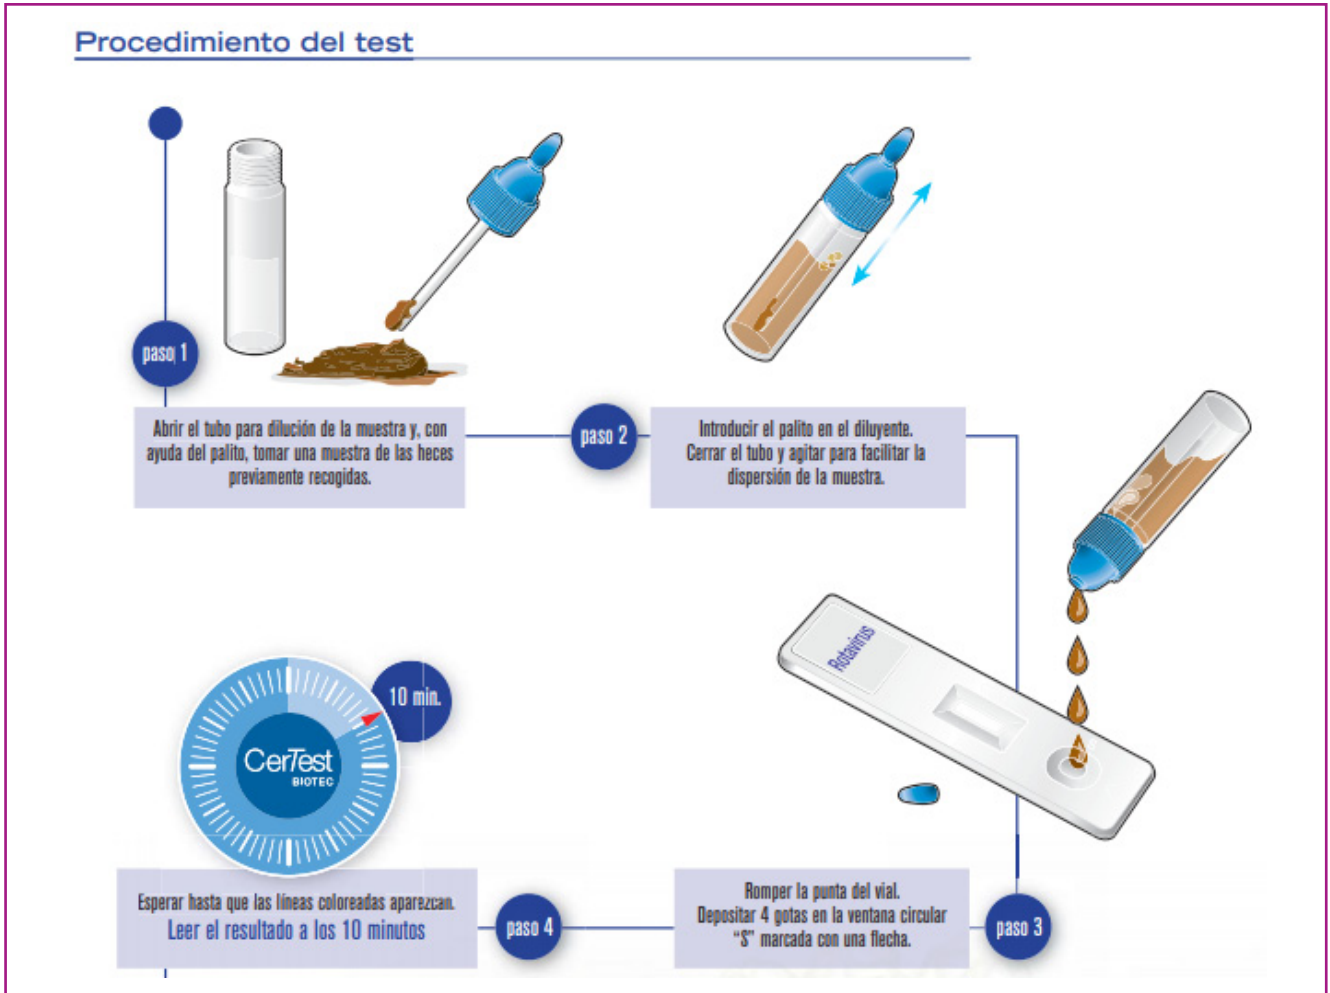 Procedimiento del test
paso 1
Abrir el tubo para dilución de la muestra y, con
ayuda del palito, tomar una muestra de las heces
previamente recogidas.
paso 2
Introducir el palito en el diluyente.
Cerrar el tubo y agitar para facilitar la
dispersión de la muestra.
Rotavirus
paso 3
Romper la punta del vial.
Depositar 4 gotas en la ventana circular
“S” marcada con una flecha.
10 min.
CerTest
BIOTEC
paso 4
Esperar hasta que las líneas coloreadas aparezcan.
Leer el resultado a los 10 minutos